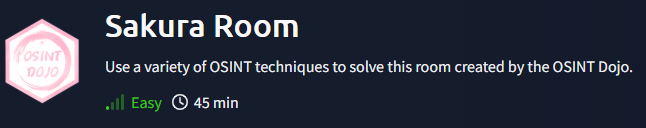 OSINT
DOJO
Sakura Room
Use a variety of OSINT techniques to solve this room created by the OSINT Dojo.
Easy 45 min